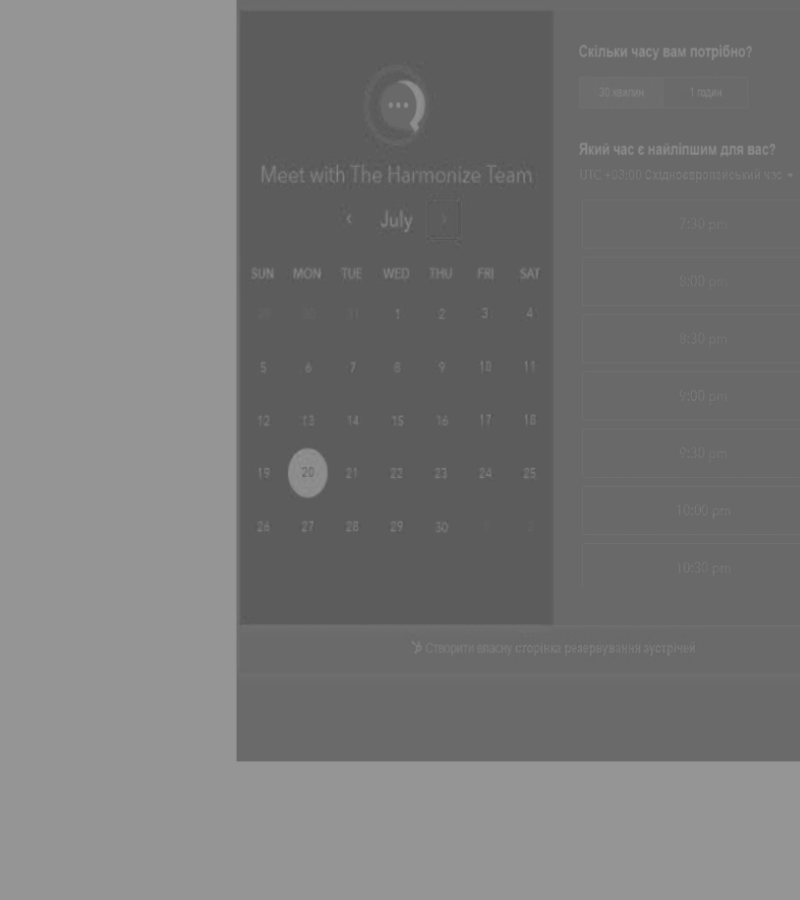 Meet with The Harmonize Team
July
SUN MON TUE WED THU FRI SAT
29 30 31 1 2 3 4
5 6 7 8 9 10 11
12 13 14 15 16 17 18
19 20 21 22 23 24 25
26 27 28 29 30 1 2
Скільки часу вам потрібно?
30 хвилин 1 годин
Який час є найліпшим для вас?
UTC +02:00 Східноєвропейський час
7:30 pm
8:00 pm
8:30 pm
9:00 pm
9:30 pm
10:00 pm
10:30 pm
Створити власну сторінка резервування зустрічей